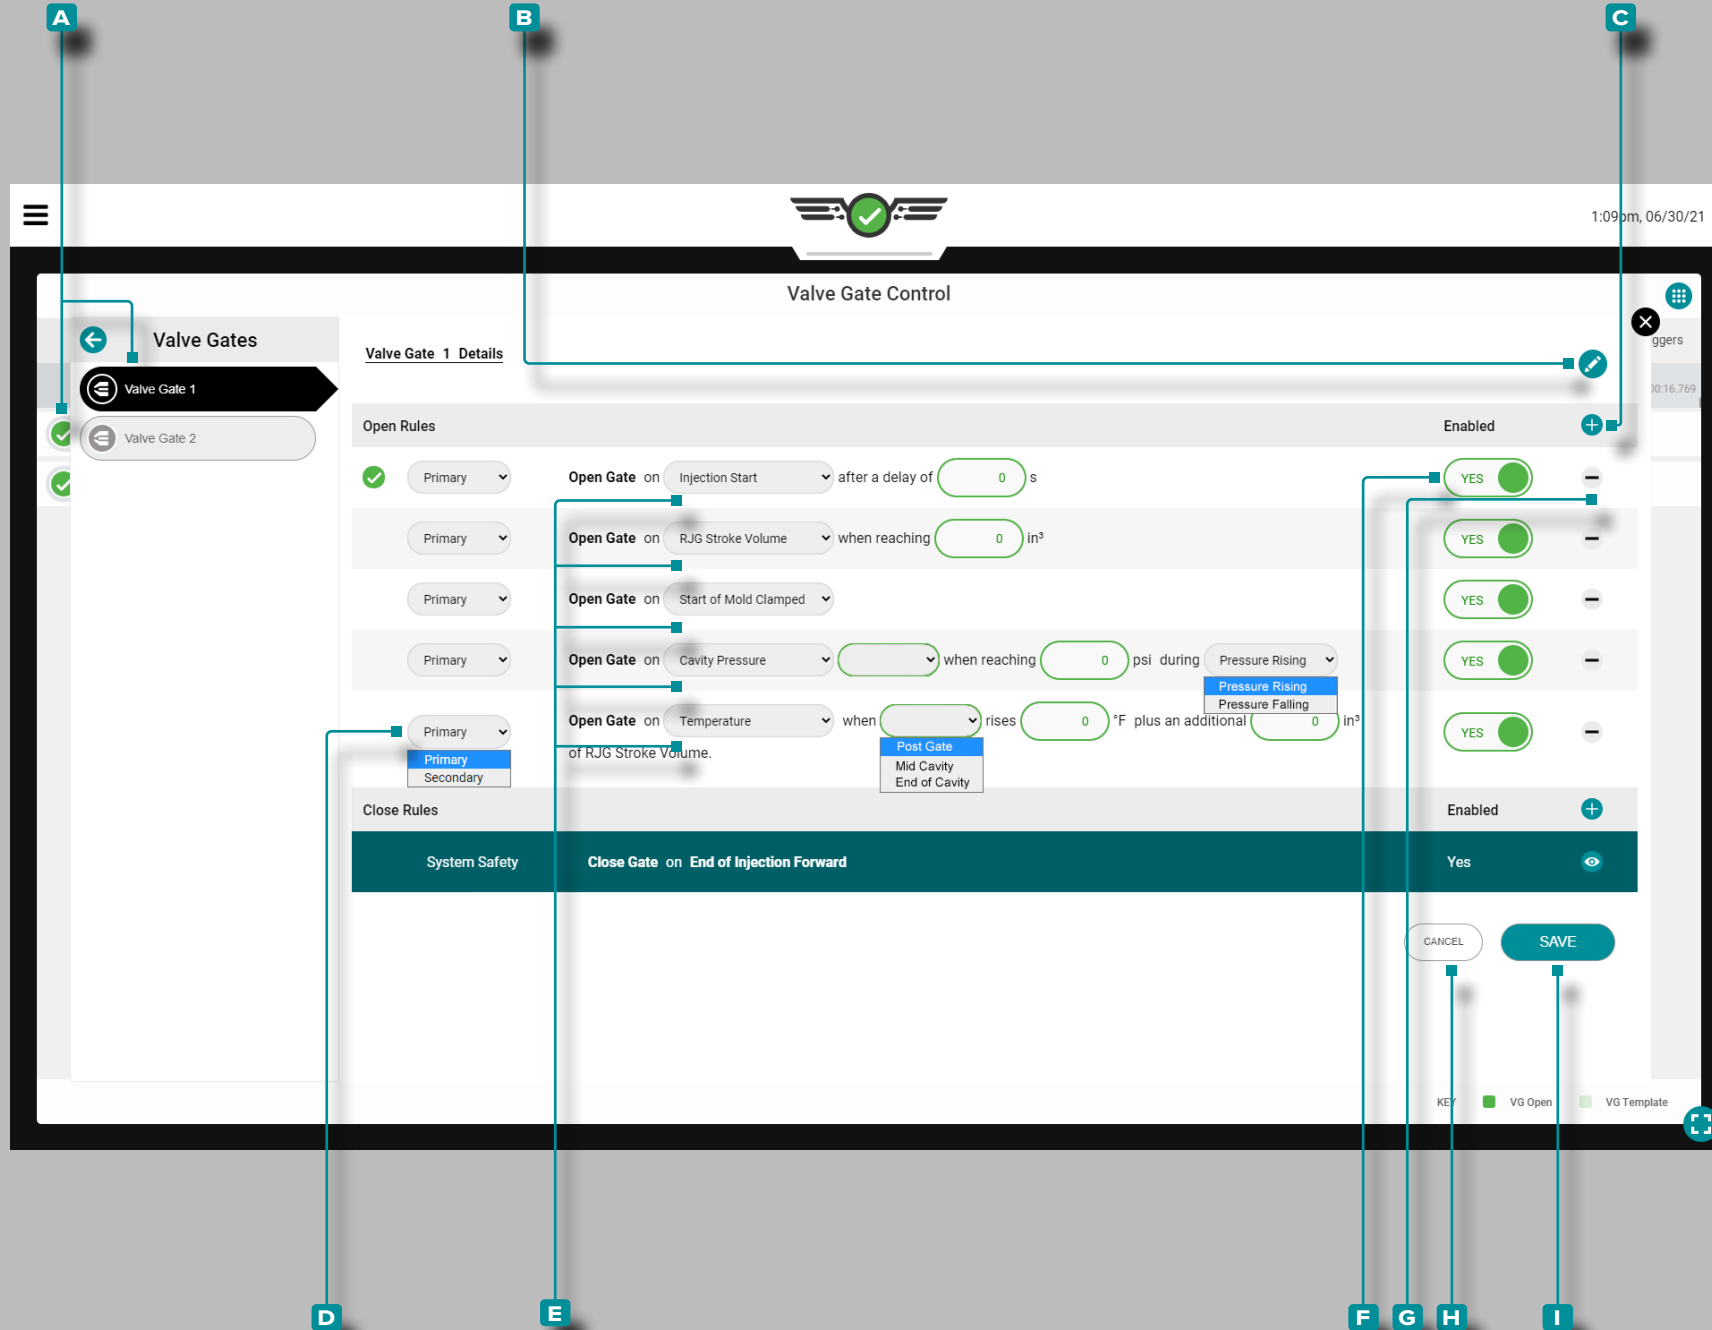 A B C
1:09pm, 06/30/21
Valve Gate Control
Valve Gates
ggers
Valve Gate 1 Details
Valve Gate 1
00:16.769
Valve Gate 2
Open Rules Enabled
Primary Open Gate on Injection Start after a delay of 0 s YES
Primary Open Gate on RJG Stroke Volume when reaching 0 in³ YES
Primary Open Gate on Start of Mold Clamped YES
Primary Open Gate on Cavity Pressure when reaching 0 psi during Pressure Rising YES
Pressure Rising
Pressure Falling
Primary Open Gate on Temperature when rises 0 °F plus an additional 0 in³ YES
of RJG Stroke Volume.
Primary
Secondary
Post Gate
Mid Cavity
End of Cavity
Close Rules Enabled
System Safety Close Gate on End of Injection Forward Yes
CANCEL SAVE
KEY VG Open VG Template
D E F G H I